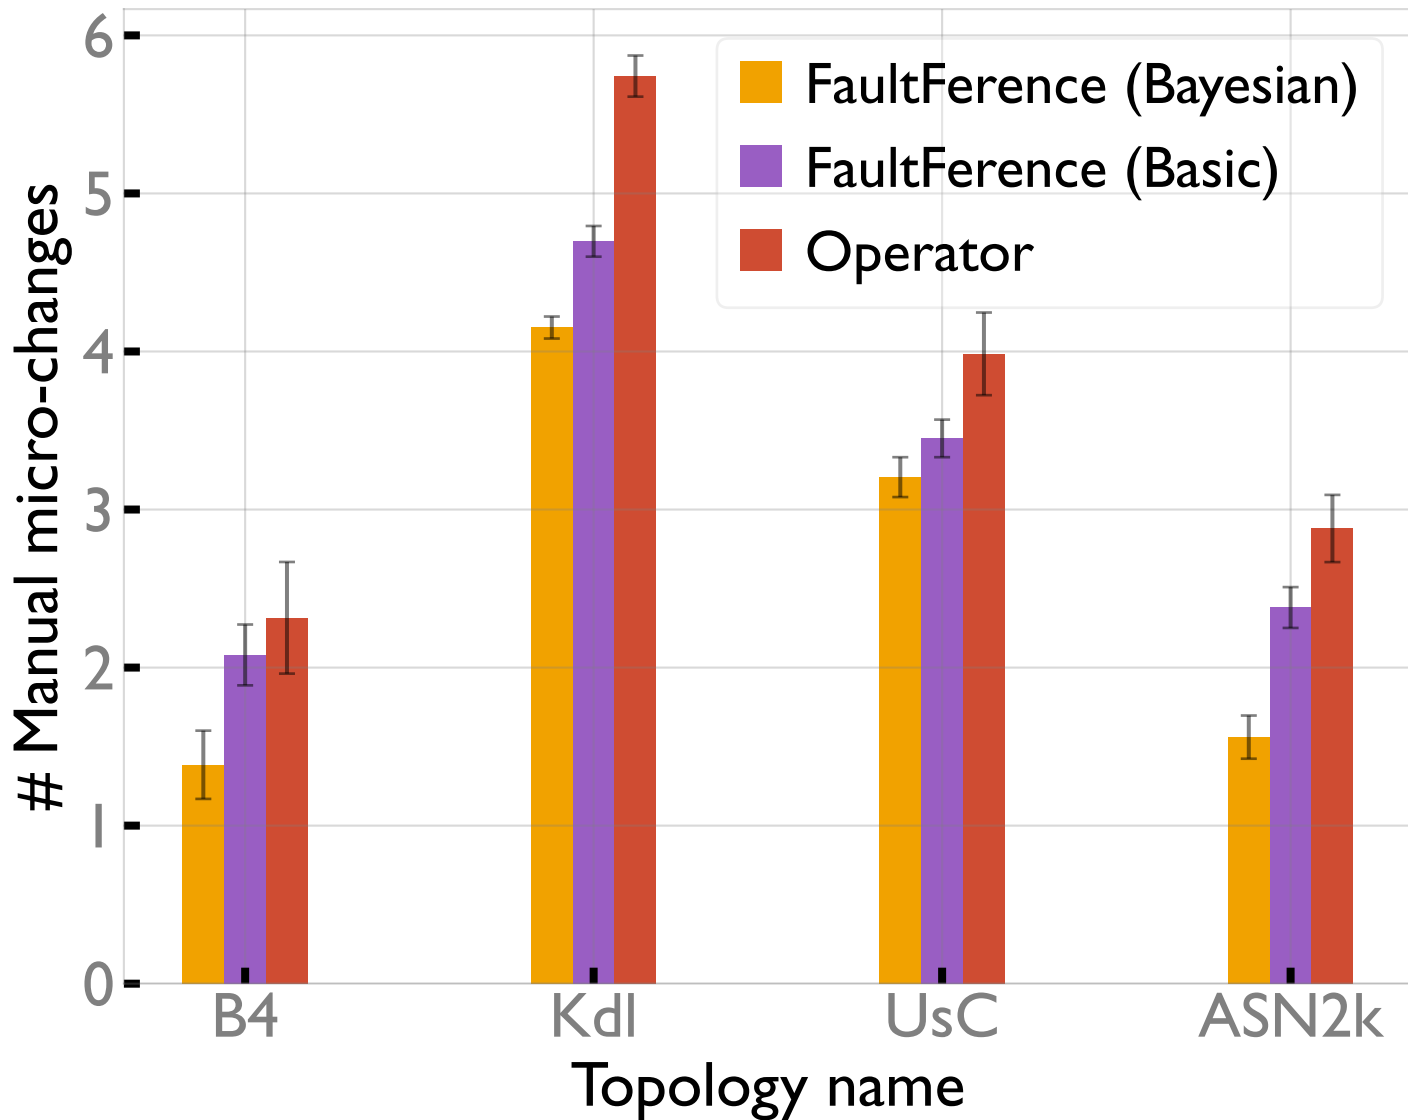 # Manual micro-changes
6
5
4
3
2
1
0
FaultFerence (Bayesian)
FaultFerence (Basic)
Operator
B4 Kdl UsC ASN2k
Topology name